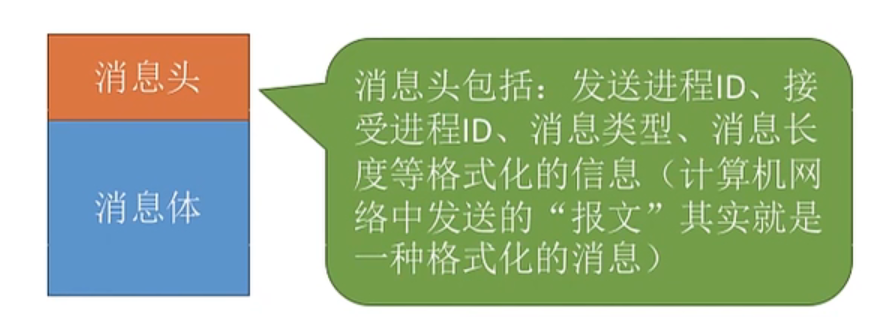 消息头
消息体
消息头包括：发送进程ID、接
受进程ID、消息类型、消息长
度等格式化的信息（计算机网
络中发送的“报文”其实就是
一种格式化的消息）